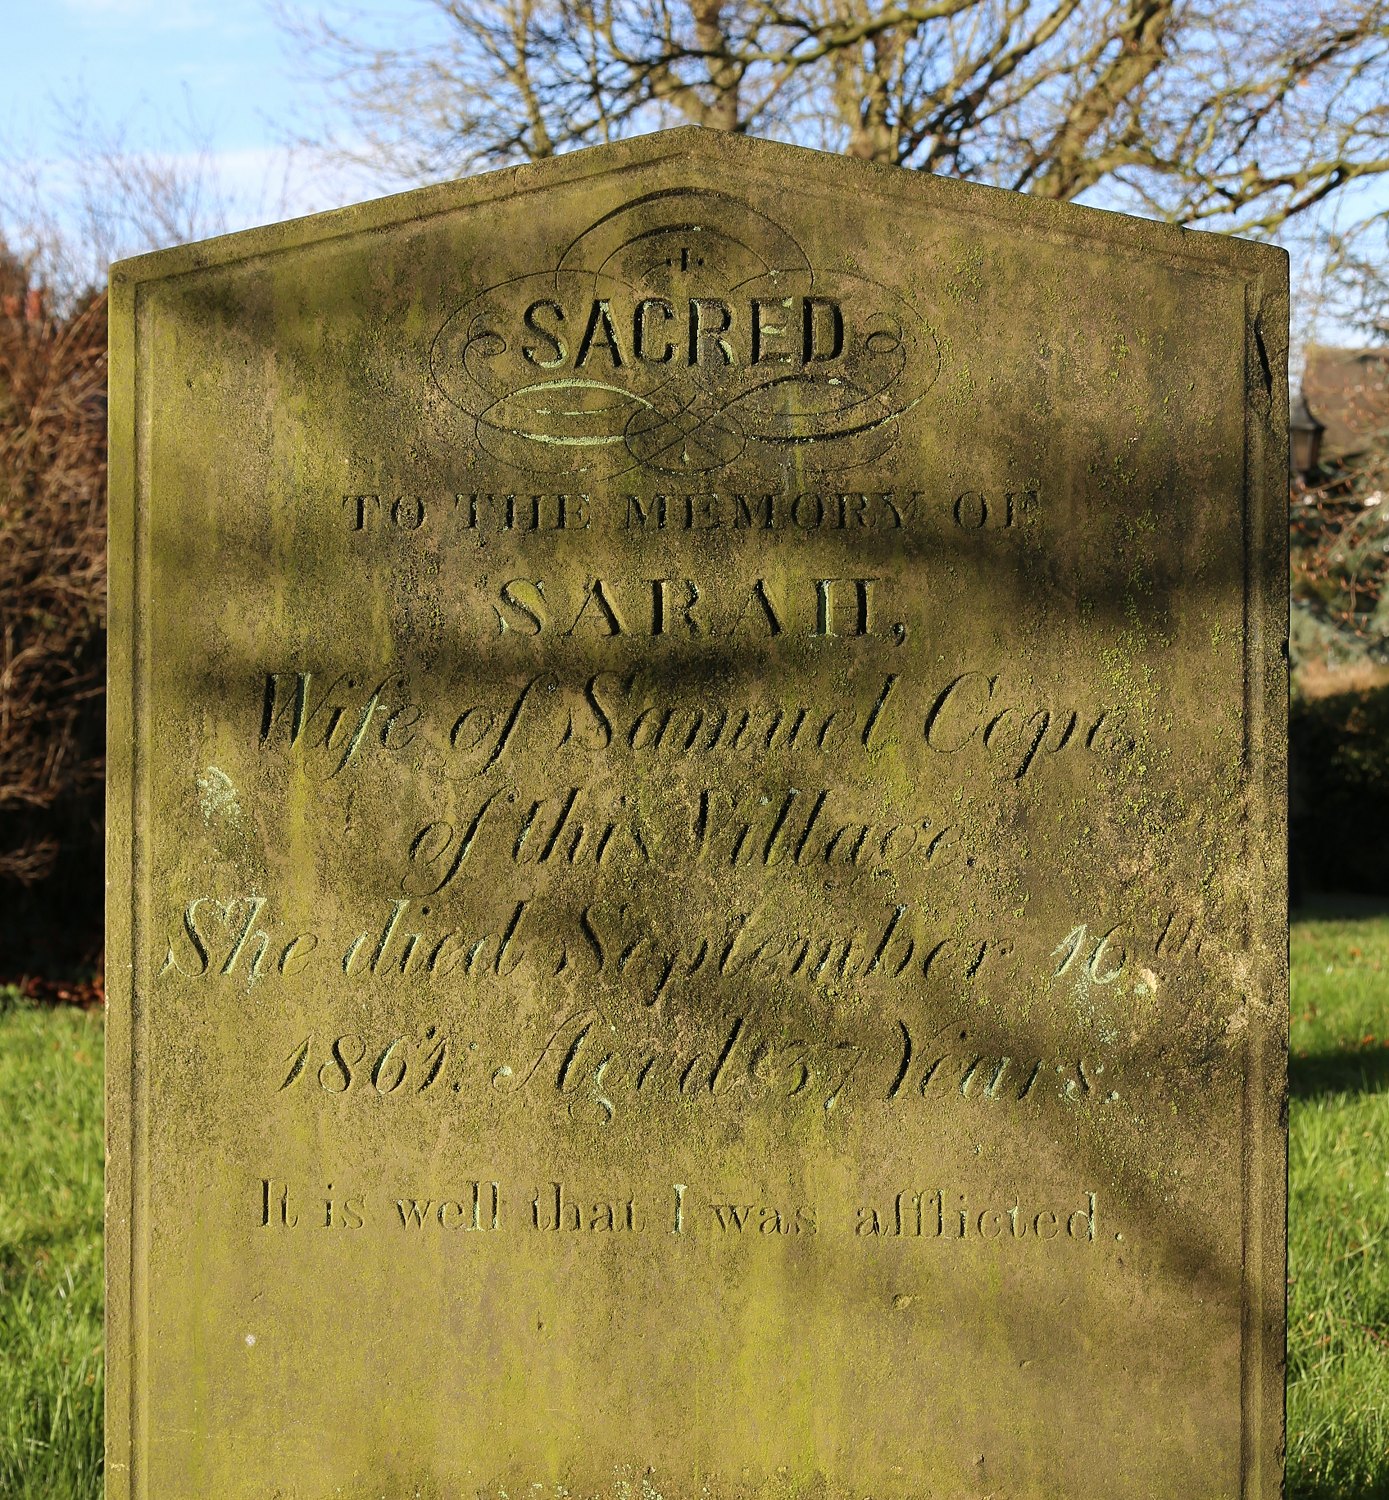 SACRED
TO THE MEMORY OF
SARAH,
Wife of Samuel Cope,
of this Village.
She died September 16th
1861. Aged 37 Years.
It is well that I was afflicted.